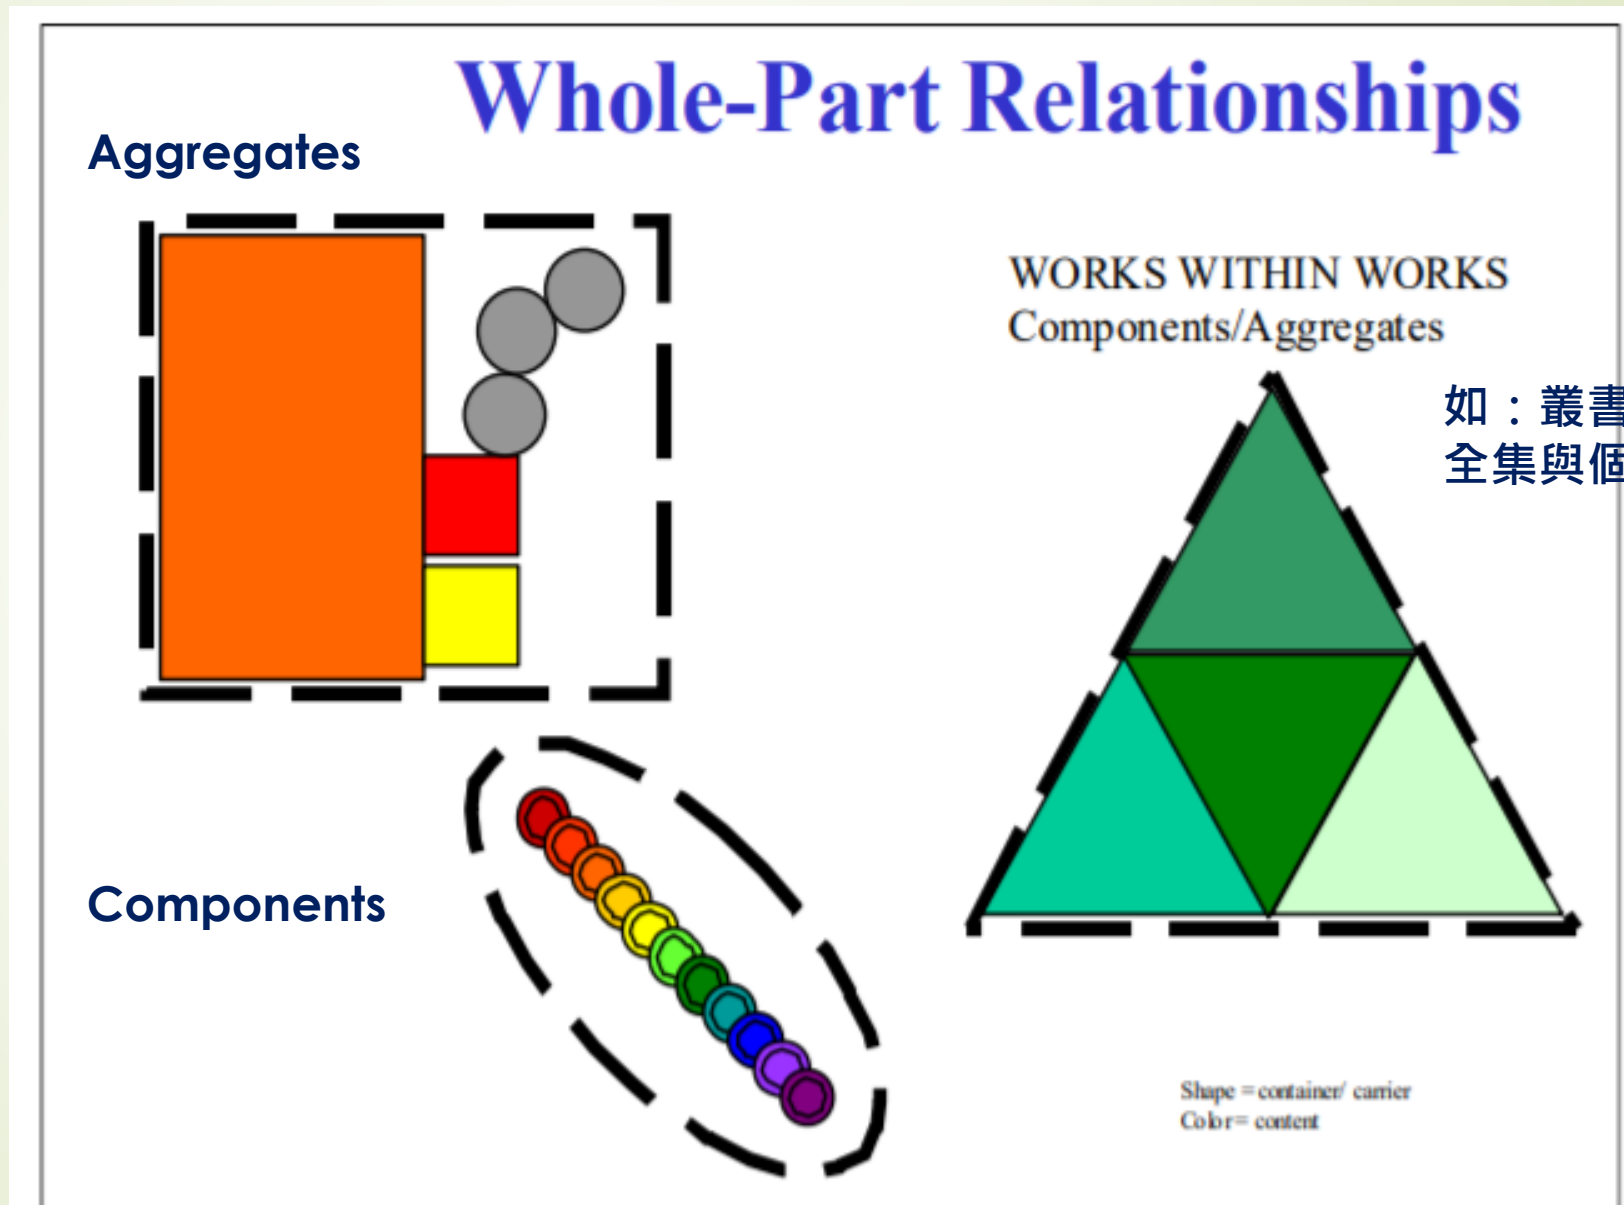 Whole-Part Relationships
Aggregates
WORKS WITHIN WORKS
Components/Aggregates
如：叢書
全集與個
Components
Shape = container/ carrier
Color= content